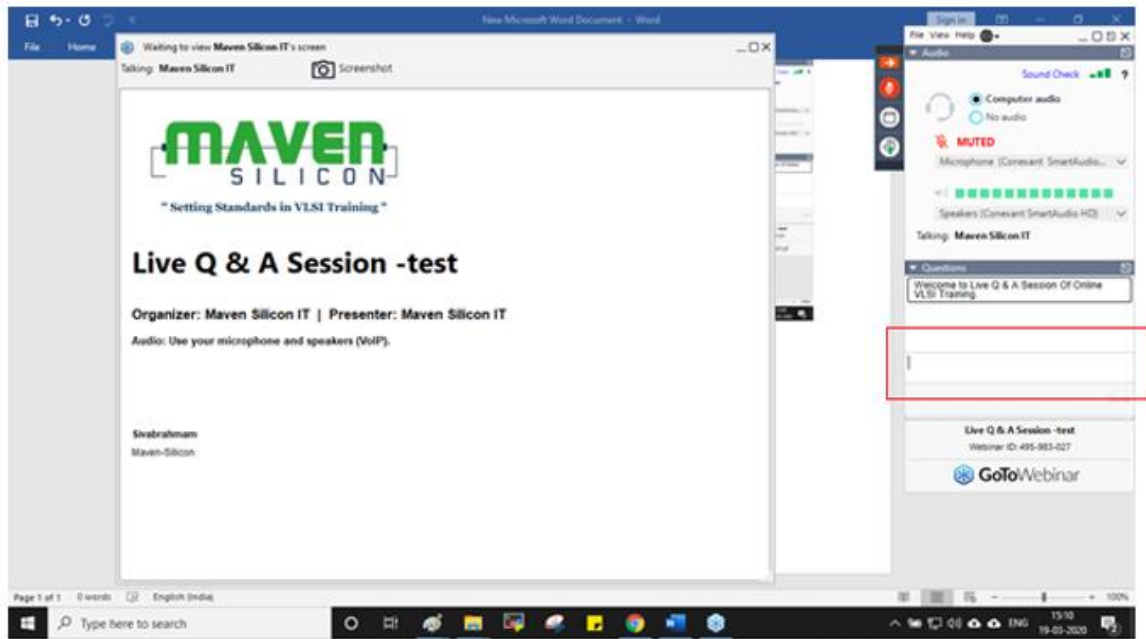 New Microsoft Word Document - Word
Sign in
File Home
Waiting to view Maven Silicon IT's screen
Talking: Maven Silicon IT
Screenshot
MAVEN
SILICON
"Setting Standards in VLSI Training"
Live Q & A Session -test
Organizer: Maven Silicon IT | Presenter: Maven Silicon IT
Audio: Use your microphone and speakers (VoIP).
Sivabrahmam
Maven-Silicon
File View Help
Audio
Sound Check ?
Computer audio
No audio
MUTED
Microphone (Conexant SmartAudio...
Speakers (Conexant SmartAudio HD)
Talking: Maven Silicon IT
Questions
Welcome to Live Q & A Session Of Online
VLSI Training.
Live Q & A Session -test
Webinar ID: 495-983-027
GoToWebinar
Page 1 of 1 0 words English (India)
100%
Type here to search
ENG
15:10
19-03-2020